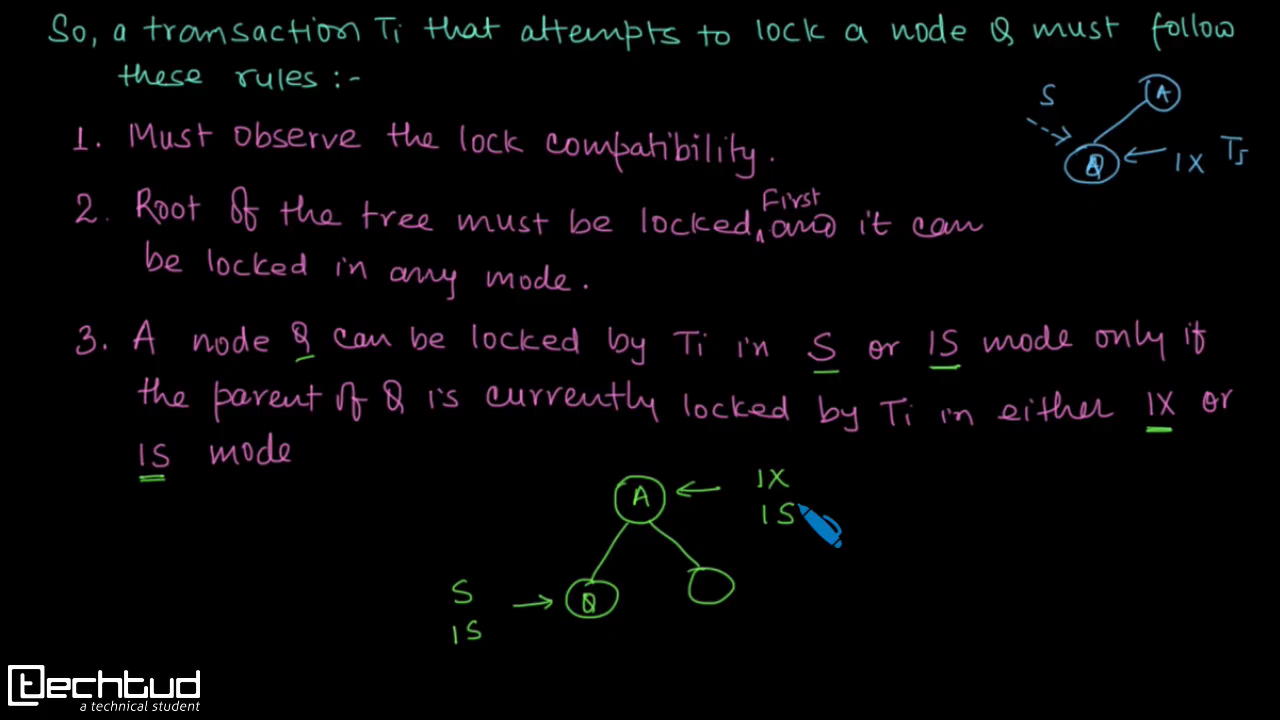 So, a transaction Ti that attempts to lock a node Q must follow
these rules :-
S
A
Q
IX Tj
1. Must observe the lock compatibility.
2. Root of the tree must be locked First and it can
be locked in any mode.
3. A node Q can be locked by Ti in S or IS mode only if
the parent of Q is currently locked by Ti in either IX or
IS mode
A
IX
IS
S
IS
Q
techtud
a technical student